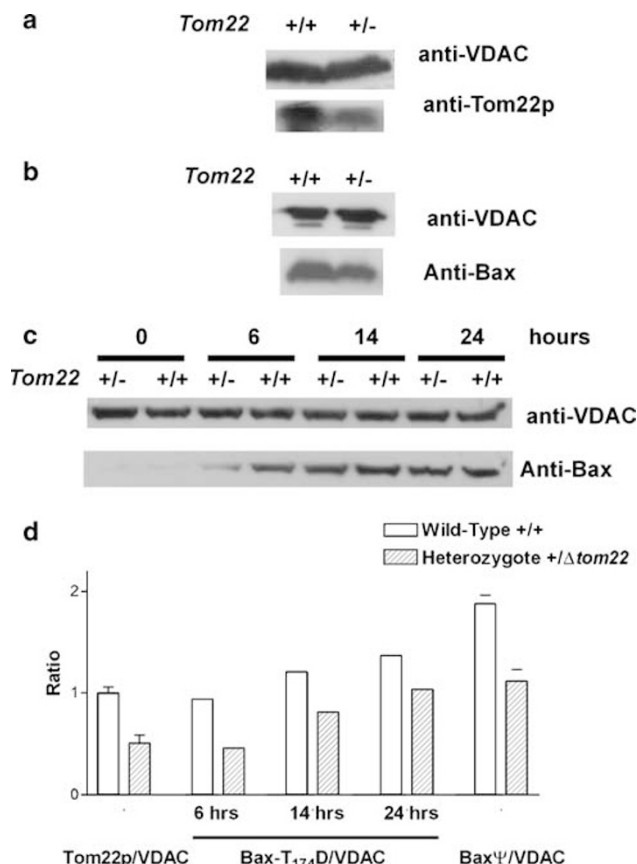 a
Tom22 +/+ +/-
anti-VDAC
anti-Tom22p
b
Tom22 +/+ +/-
anti-VDAC
Anti-Bax
c
0 6 14 24 hours
Tom22 +/- +/+ +/- +/+ +/- +/+ +/- +/+
anti-VDAC
Anti-Bax
d
Wild-Type +/+
Heterozygote +/Δtom22
2
1
0
Ratio
6 hrs 14 hrs 24 hrs
Tom22p/VDAC Bax-T₁₇₄D/VDAC BaxΨ/VDAC